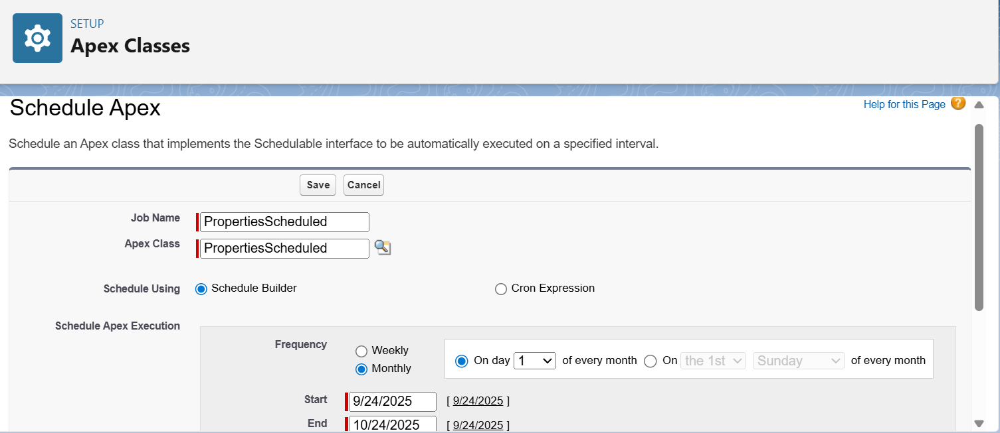 SETUP
Apex Classes
Schedule Apex
Help for this Page ?
Schedule an Apex class that implements the Schedulable interface to be automatically executed on a specified interval.
Save Cancel
Job Name PropertiesScheduled
Apex Class PropertiesScheduled
Schedule Using Schedule Builder Cron Expression
Schedule Apex Execution
Frequency Weekly
Monthly
On day 1 of every month On the 1st Sunday of every month
Start 9/24/2025 [ 9/24/2025 ]
End 10/24/2025 [ 9/24/2025 ]